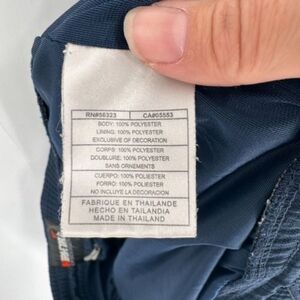 RN#56323 CA#05553
BODY: 100% POLYESTER
LINING: 100% POLYESTER
EXCLUSIVE OF DECORATION
CORPS: 100% POLYESTER
DOUBLURE: 100% POLYESTER
SANS ORNEMENTS
CUERPO: 100% POLIESTER
FORRO: 100% POLIESTER
NO INCLUYE LA DECORACION
FABRIQUE EN THAILANDE
HECHO EN TAILANDIA
MADE IN THAILAND